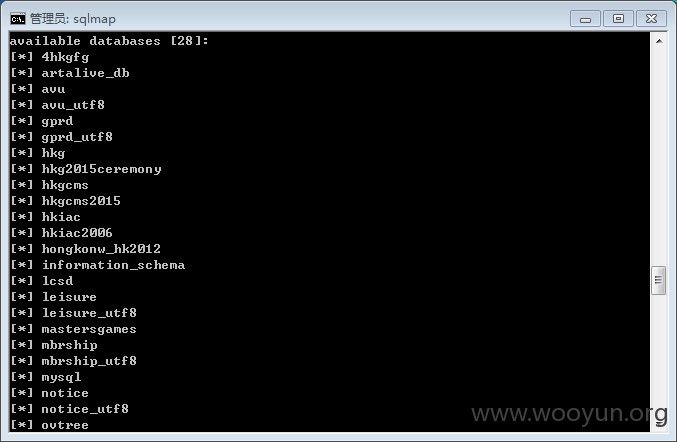 管理员: sqlmap
available databases [28]:
[*] 4hkgfg
[*] artalive_db
[*] avu
[*] avu_utf8
[*] gprd
[*] gprd_utf8
[*] hkg
[*] hkg2015ceremony
[*] hkgcms
[*] hkgcms2015
[*] hkiac
[*] hkiac2006
[*] hongkonw_hk2012
[*] information_schema
[*] lcsd
[*] leisure
[*] leisure_utf8
[*] mastersgames
[*] mbrship
[*] mbrship_utf8
[*] mysql
[*] notice
[*] notice_utf8
[*] ovtree
www.wooyun.org